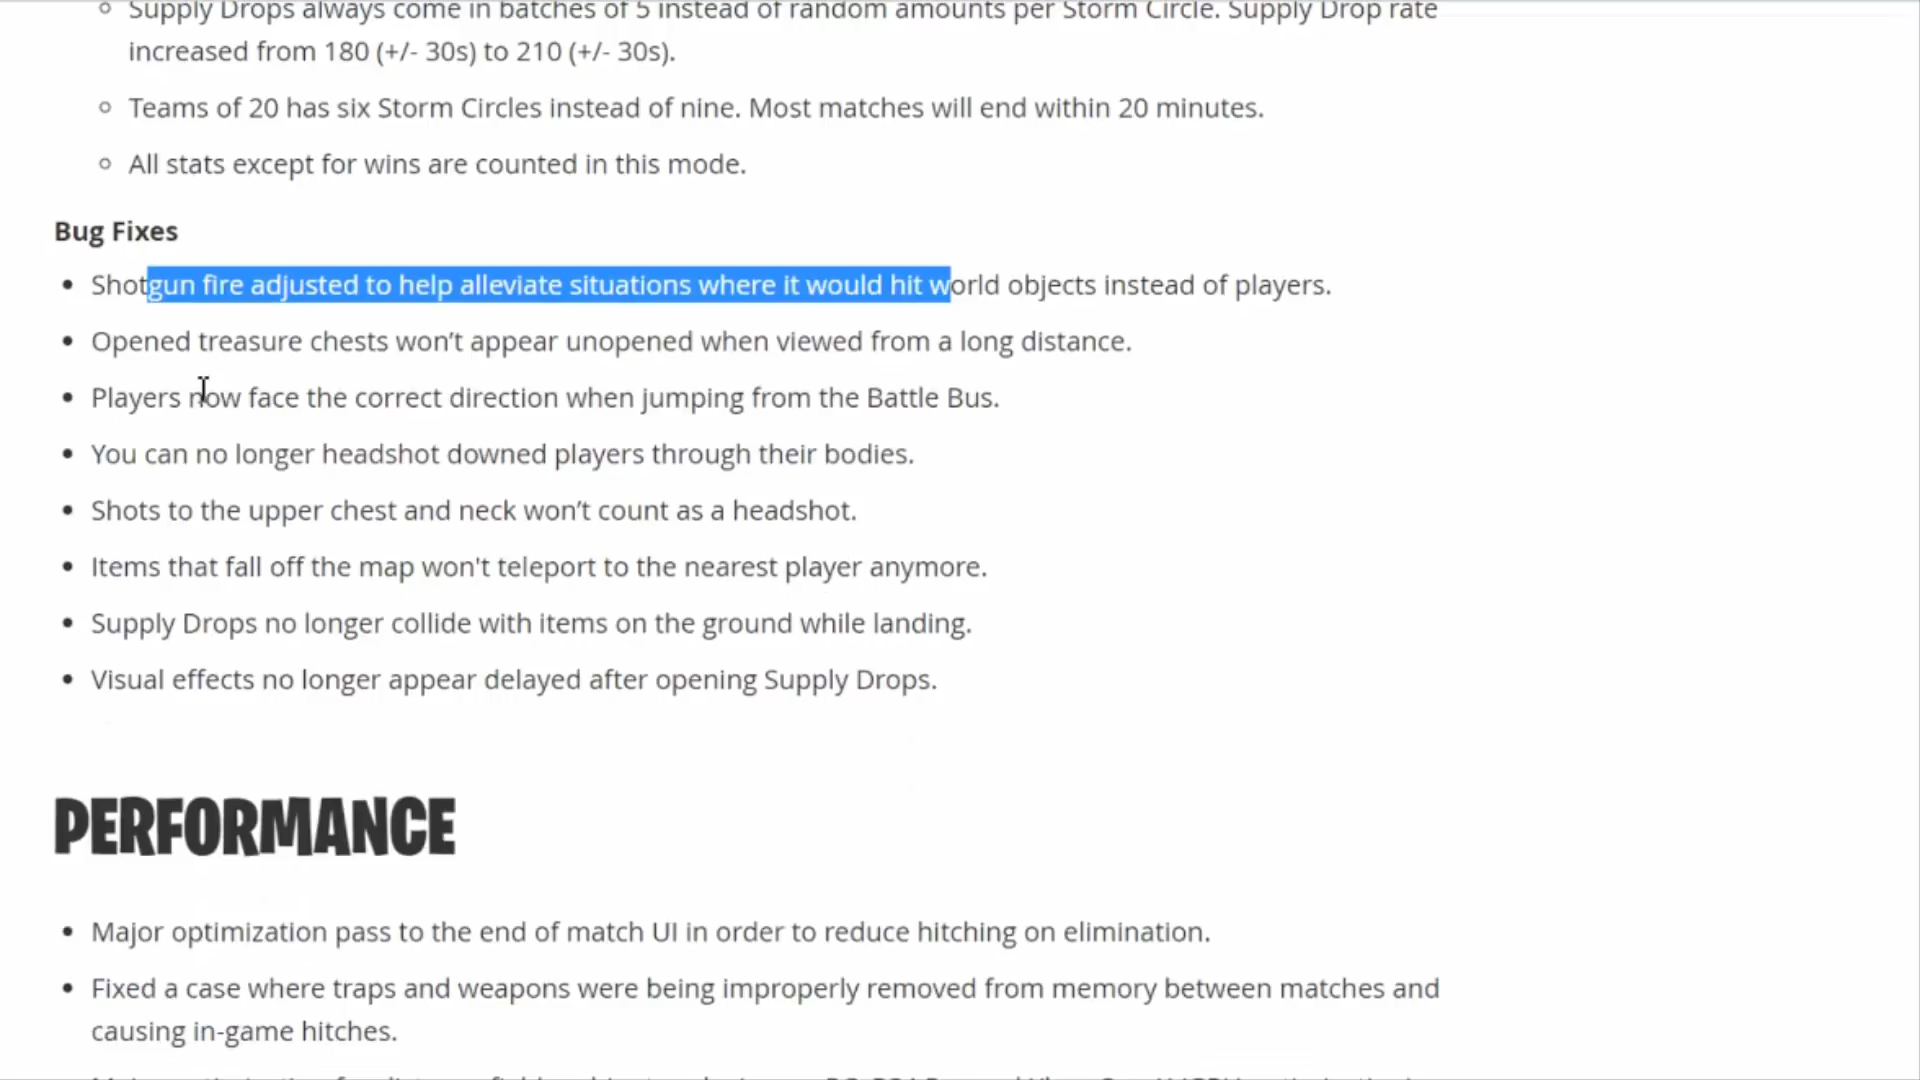 Supply Drops always come in batches of 5 instead of random amounts per Storm Circle. Supply Drop rate
increased from 180 (+/- 30s) to 210 (+/- 30s).
Teams of 20 has six Storm Circles instead of nine. Most matches will end within 20 minutes.
All stats except for wins are counted in this mode.
Bug Fixes
Shotgun fire adjusted to help alleviate situations where it would hit world objects instead of players.
Opened treasure chests won’t appear unopened when viewed from a long distance.
Players now face the correct direction when jumping from the Battle Bus.
You can no longer headshot downed players through their bodies.
Shots to the upper chest and neck won’t count as a headshot.
Items that fall off the map won't teleport to the nearest player anymore.
Supply Drops no longer collide with items on the ground while landing.
Visual effects no longer appear delayed after opening Supply Drops.
PERFORMANCE
Major optimization pass to the end of match UI in order to reduce hitching on elimination.
Fixed a case where traps and weapons were being improperly removed from memory between matches and
causing in-game hitches.